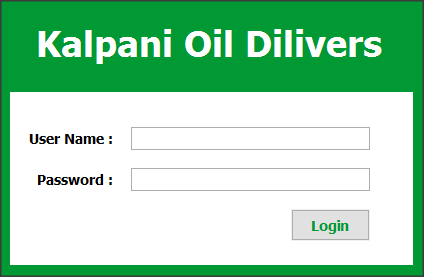 Kalpani Oil Dilivers
User Name :
Password :
Login